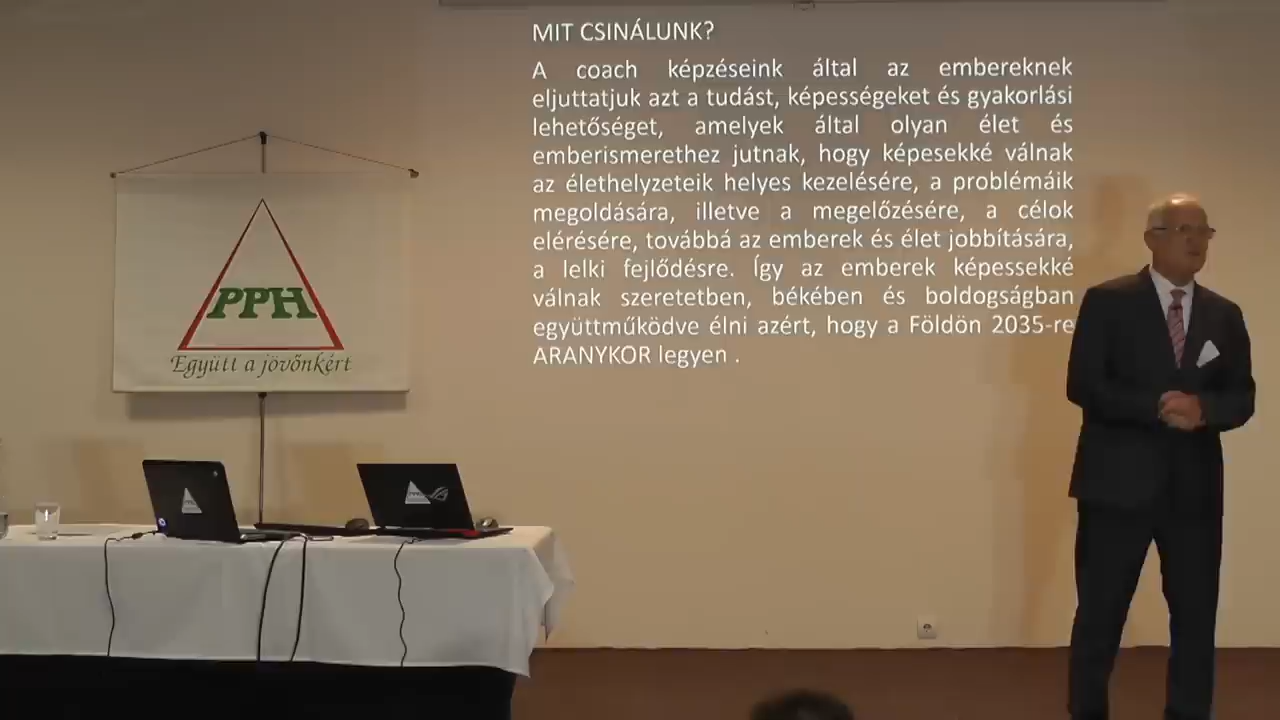 MIT CSINÁLUNK?
A coach képzéseink által az embereknek
eljuttatjuk azt a tudást, képességeket és gyakorlási
lehetőséget, amelyek által olyan élet és
emberismerethez jutnak, hogy képesekké válnak
az élethelyzeteik helyes kezelésére, a problémáik
megoldására, illetve a megelőzésére, a célok
elérésére, továbbá az emberek és élet jobbítására,
a lelki fejlődésre. Így az emberek képessekké
válnak szeretetben, békében és boldogságban
együttműködve élni azért, hogy a Földön 2035-re
ARANYKOR legyen .
PPH
Együtt a jövőnkért